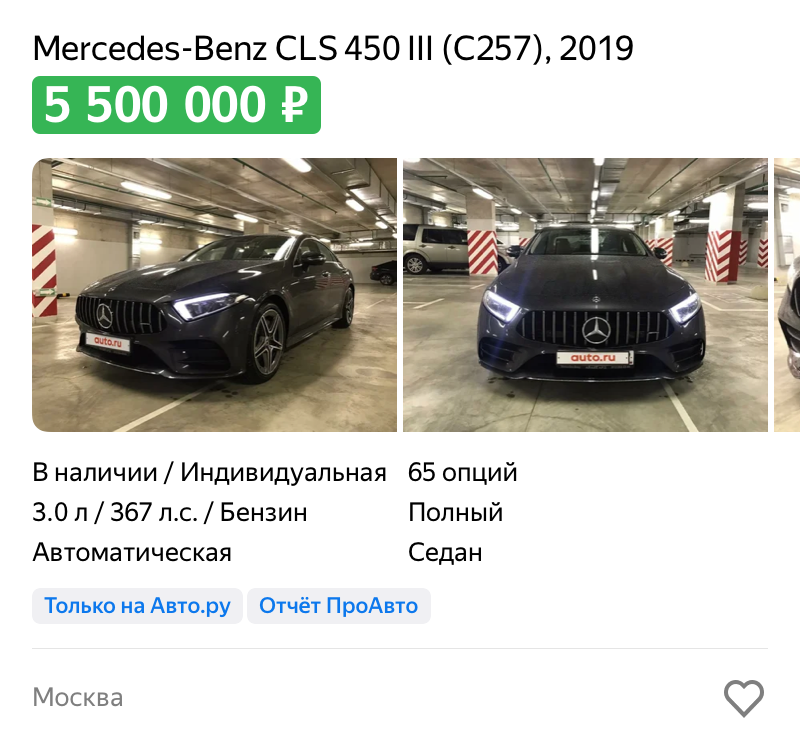 Mercedes-Benz CLS 450 III (C257), 2019
5 500 000 ₽
auto.ru
auto.ru
В наличии / Индивидуальная
65 опций
3.0 л / 367 л.с. / Бензин
Полный
Автоматическая
Седан
Только на Авто.ру
Отчёт ПроАвто
Москва